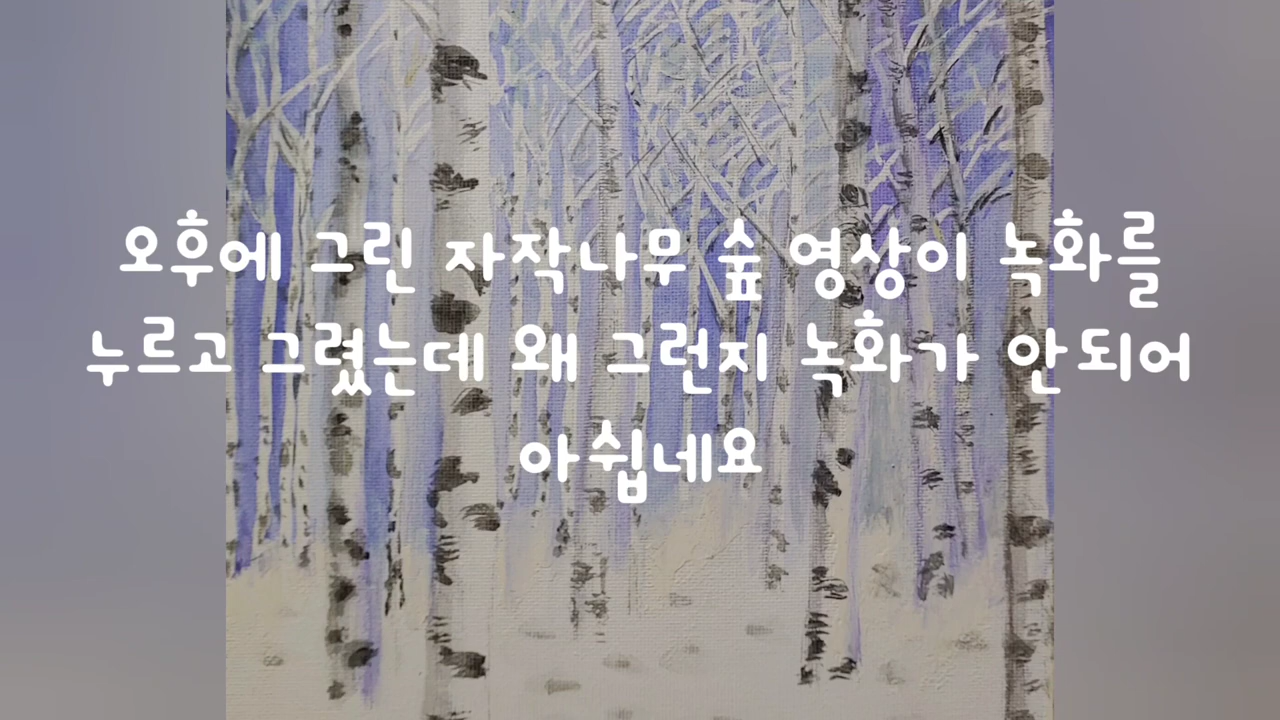 오후에 그린 자작나무 숲 영상이 녹화를
누르고 그렸는데 왜 그런지 녹화가 안되어
아쉽네요